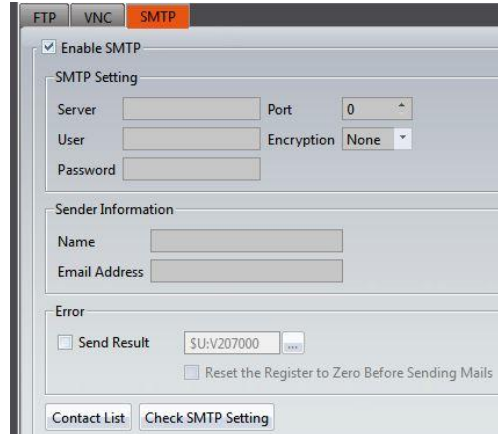 FTP VNC SMTP
Enable SMTP
SMTP Setting
Server Port 0
User Encryption None
Password
Sender Information
Name
Email Address
Error
Send Result $U:V207000 ...
Reset the Register to Zero Before Sending Mails
Contact List Check SMTP Setting